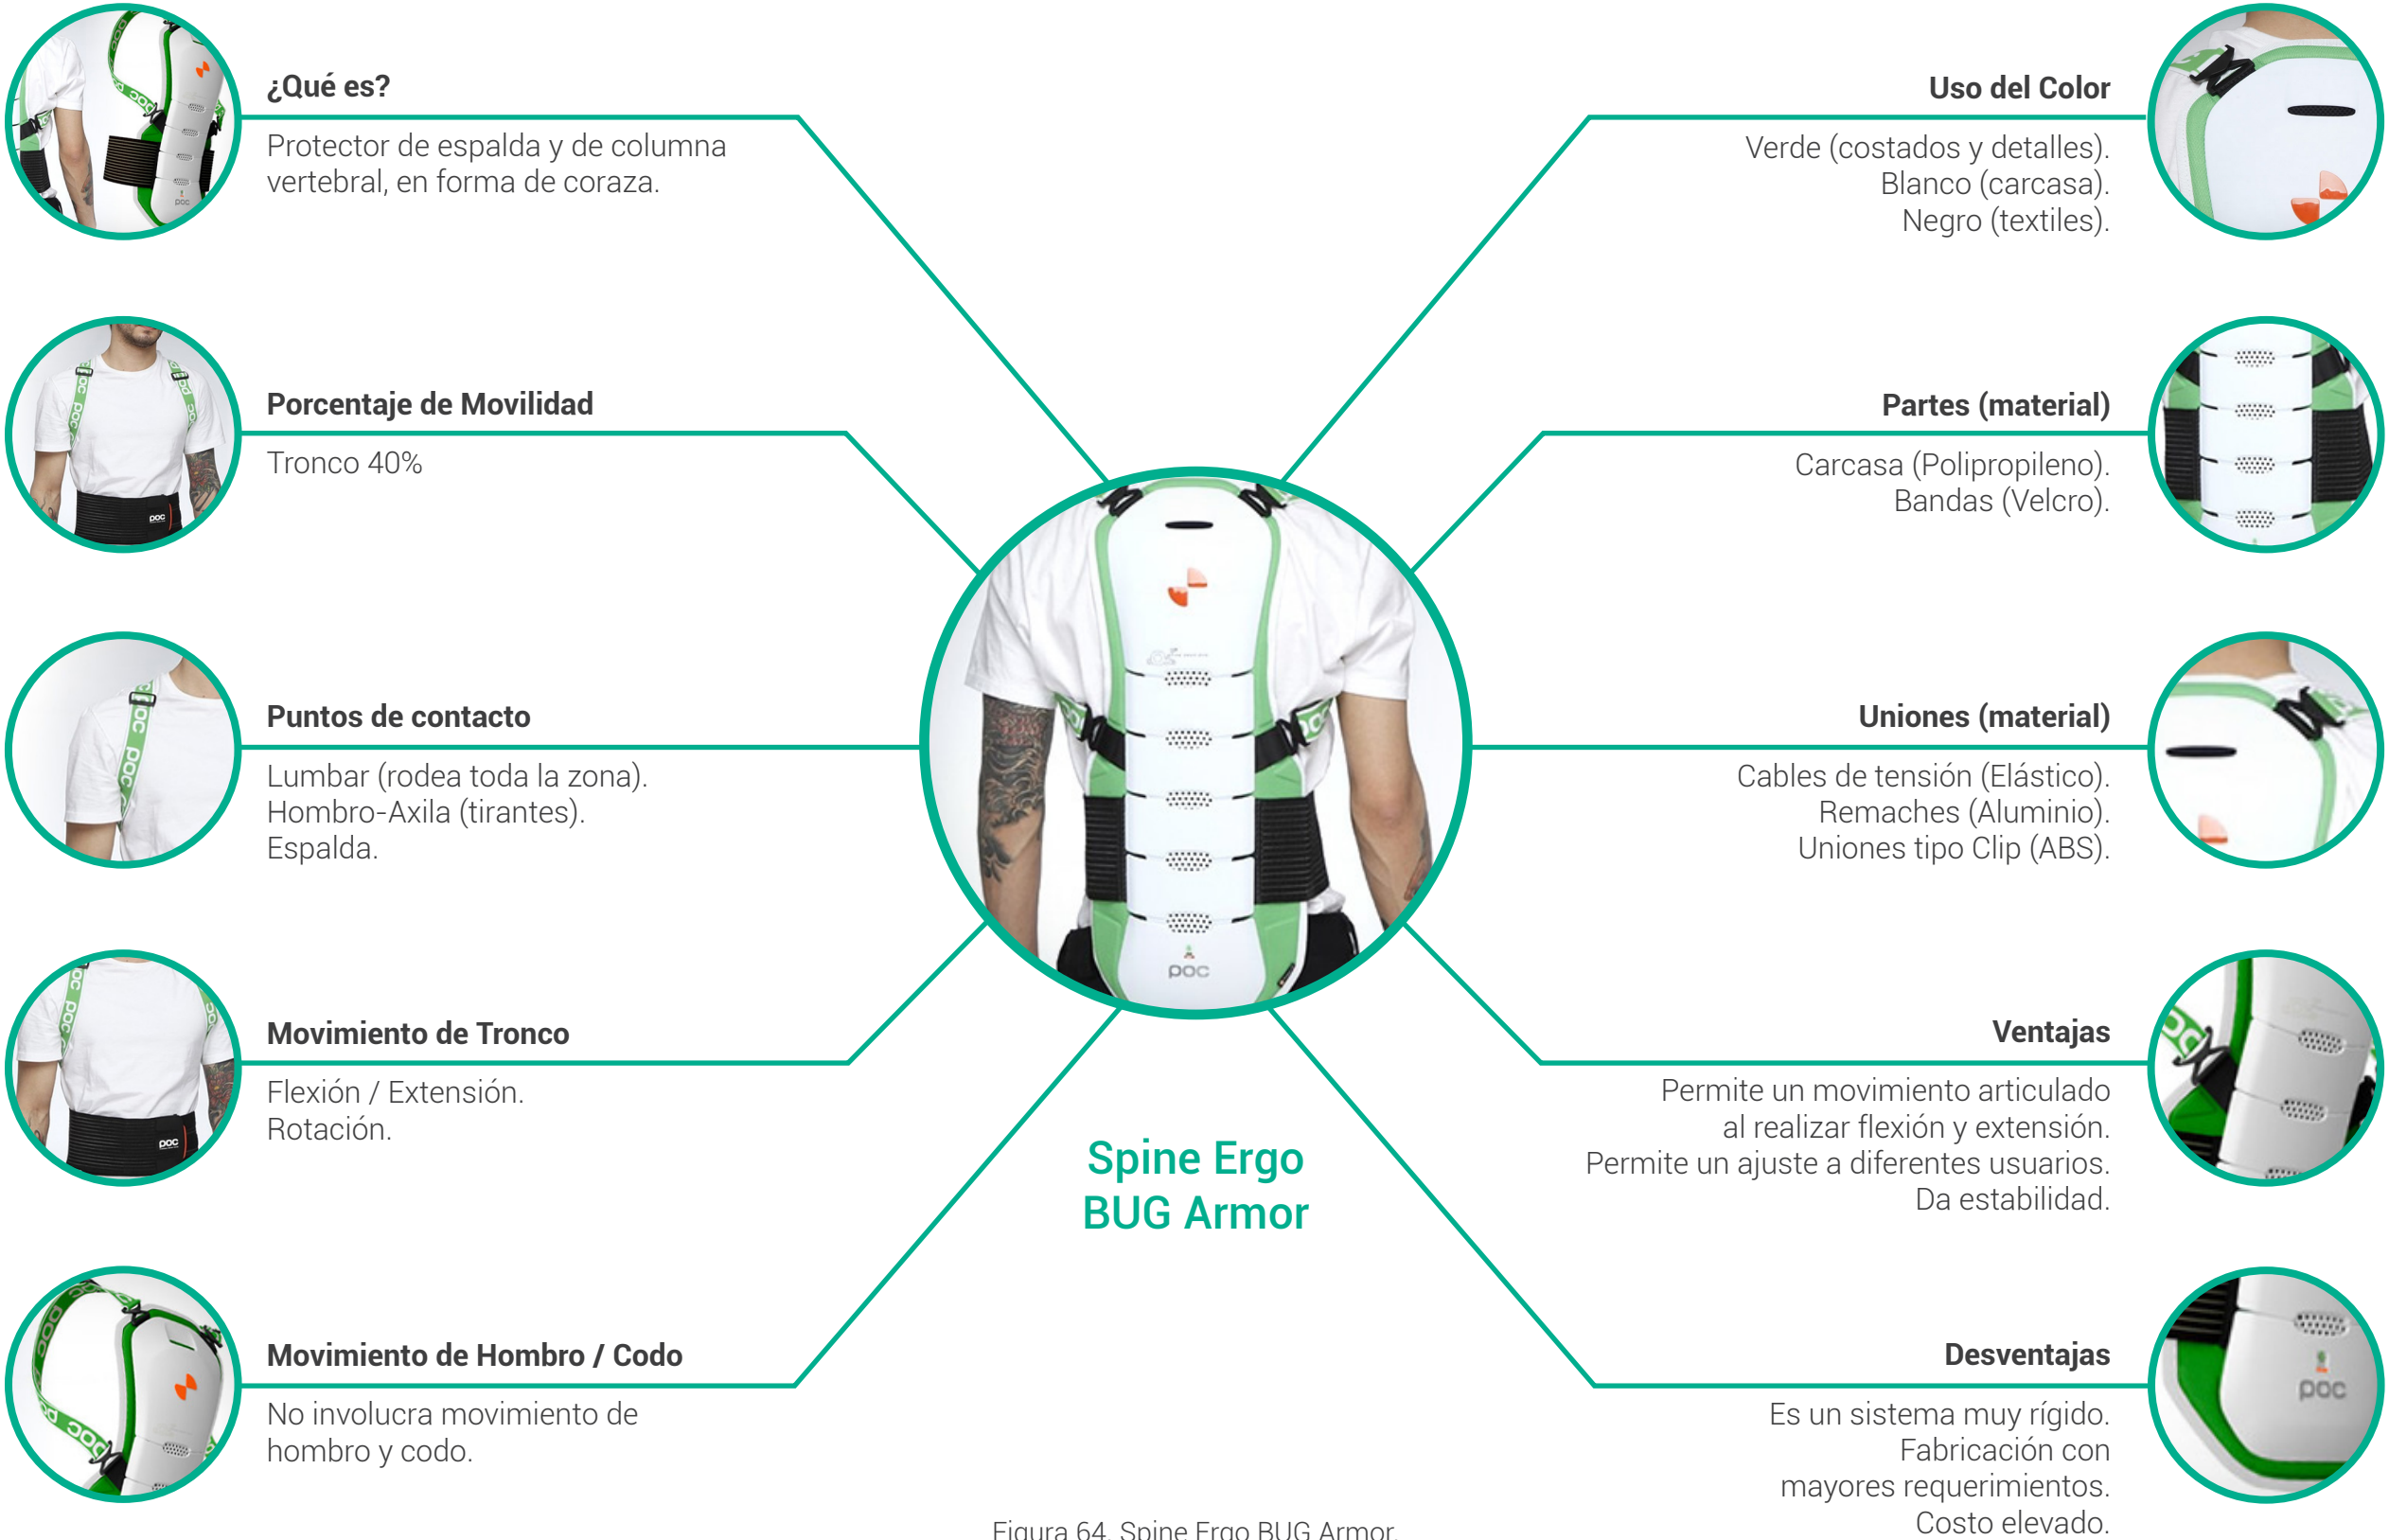 ¿Qué es?
Protector de espalda y de columna
vertebral, en forma de coraza.
Porcentaje de Movilidad
Tronco 40%
Puntos de contacto
Lumbar (rodea toda la zona).
Hombro-Axila (tirantes).
Espalda.
Movimiento de Tronco
Flexión / Extensión.
Rotación.
Movimiento de Hombro / Codo
No involucra movimiento de
hombro y codo.
poc
Spine Ergo
BUG Armor
Uso del Color
Verde (costados y detalles).
Blanco (carcasa).
Negro (textiles).
Partes (material)
Carcasa (Polipropileno).
Bandas (Velcro).
Uniones (material)
Cables de tensión (Elástico).
Remaches (Aluminio).
Uniones tipo Clip (ABS).
Ventajas
Permite un movimiento articulado
al realizar flexión y extensión.
Permite un ajuste a diferentes usuarios.
Da estabilidad.
Desventajas
Es un sistema muy rígido.
Fabricación con
mayores requerimientos.
Costo elevado.
poc
Figura 64. Spine Ergo BUG Armor.